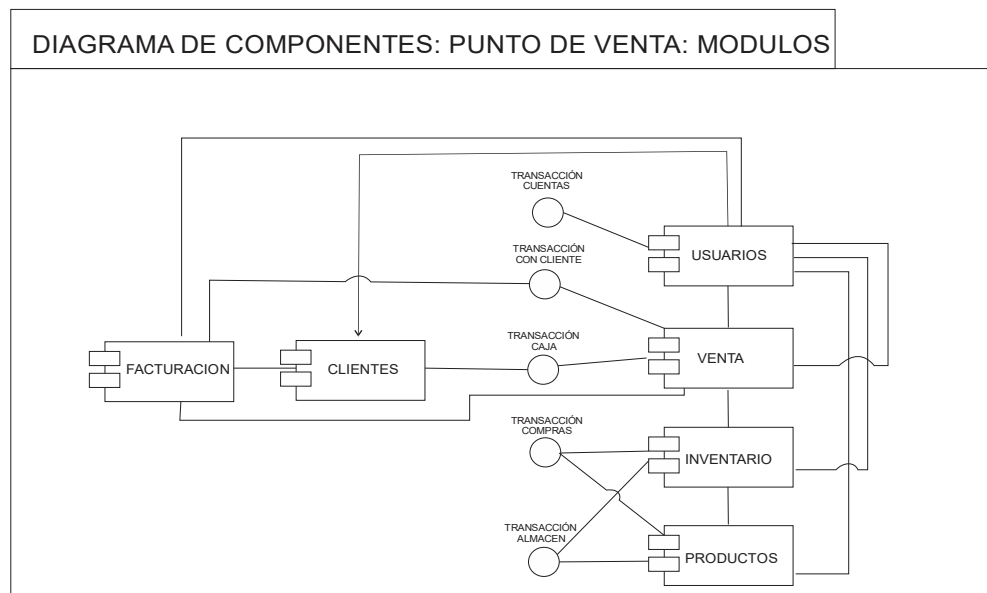 DIAGRAMA DE COMPONENTES: PUNTO DE VENTA: MODULOS
TRANSACCIÓN
CUENTAS
USUARIOS
TRANSACCIÓN
CON CLIENTE
TRANSACCIÓN
CAJA
VENTA
FACTURACION
CLIENTES
TRANSACCIÓN
COMPRAS
INVENTARIO
TRANSACCIÓN
ALMACEN
PRODUCTOS